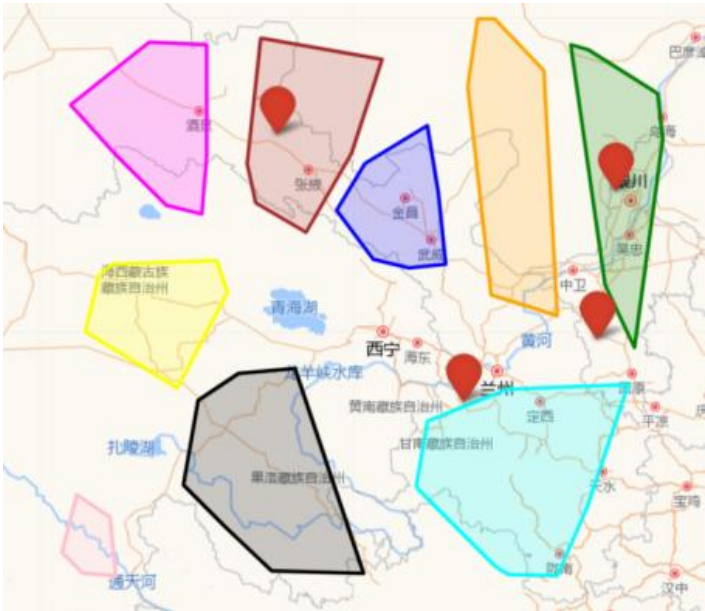 巴彦淖
乌海
酒泉
张掖
银川
金昌
吴忠
武威
中卫
海西蒙古族
藏族自治州
青海湖
黄河
西宁
海东
龙羊峡水库
兰州
固原
黄南藏族自治州
定西
平凉
庆
甘南藏族自治州
扎陵湖
果洛藏族自治州
天水
宝鸡
陇南
通天河
汉中